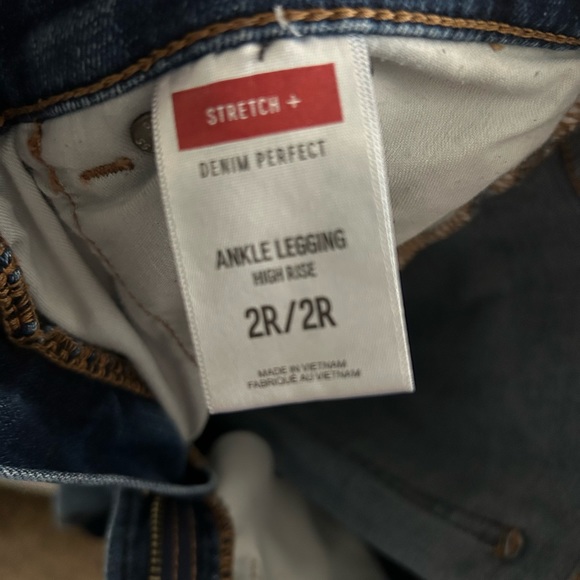 STRETCH +
DENIM PERFECT
ANKLE LEGGING
HIGH RISE
2R/2R
MADE IN VIETNAM
FABRIQUÉ AU VIETNAM